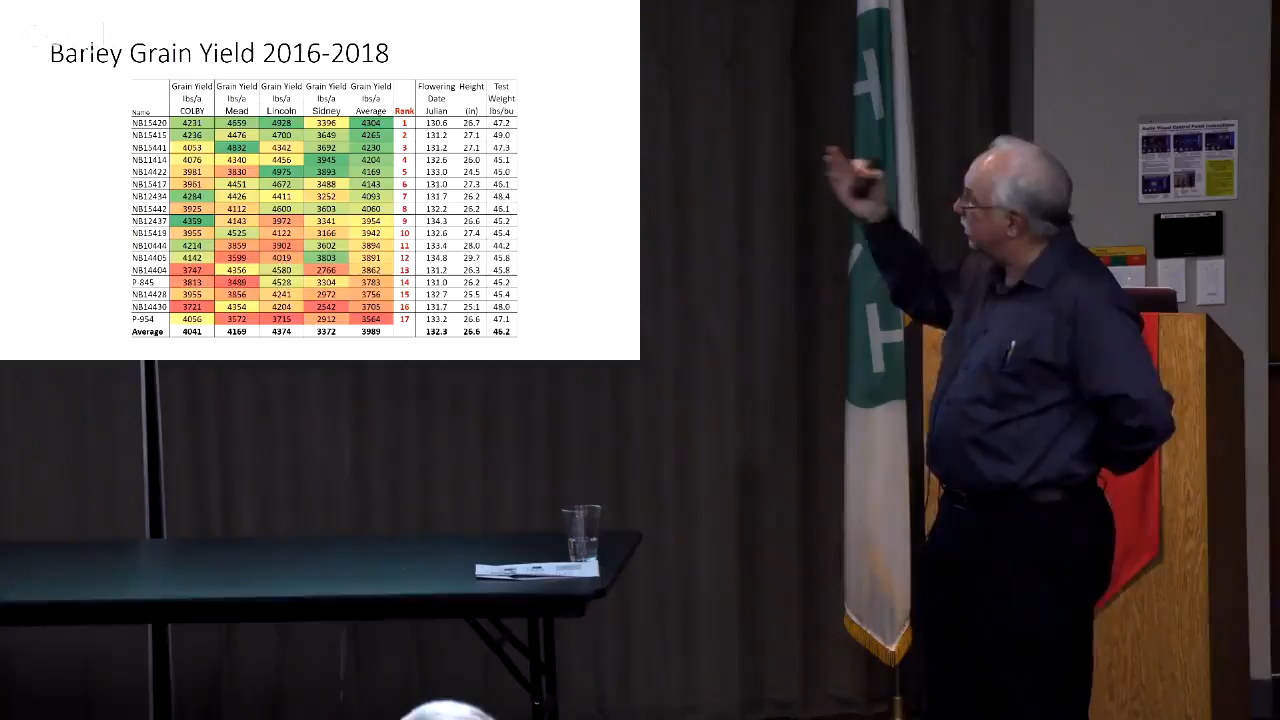 Barley Grain Yield 2016-2018
Grain Yield Grain Yield Grain Yield Grain Yield Grain Yield Flowering Height Test
lbs/a lbs/a lbs/a lbs/a lbs/a Date Weight
Name COLBY Mead Lincoln Sidney Average Rank Julian (in) lbs/bu
NB15420 4231 4659 4928 3396 4304 1 130.6 26.7 47.2
NB15415 4236 4476 4700 3649 4265 2 131.2 27.1 49.0
NB15441 4053 4832 4342 3692 4230 3 131.2 27.1 47.3
NB11414 4076 4340 4456 3945 4204 4 132.6 26.0 45.1
NB14422 3981 3830 4975 3893 4169 5 133.0 24.5 45.0
NB15417 3961 4451 4672 3488 4143 6 131.0 27.3 46.1
NB12434 4284 4426 4411 3252 4093 7 131.7 26.2 48.4
NB15442 3925 4112 4600 3603 4060 8 132.2 26.2 46.1
NB12437 4359 4143 3972 3341 3954 9 134.3 26.6 45.2
NB15419 3955 4525 4122 3166 3942 10 132.6 27.4 45.4
NB10444 4214 3859 3902 3602 3894 11 133.4 28.0 44.2
NB14405 4142 3599 4019 3803 3891 12 134.8 29.7 45.8
NB14404 3747 4356 4580 2766 3862 13 131.2 26.3 45.8
P-845 3813 3489 4528 3304 3783 14 131.0 26.2 45.2
NB14428 3955 3856 4241 2972 3756 15 132.7 25.5 45.4
NB14430 3721 4354 4204 2542 3705 16 131.7 25.1 48.0
P-954 4056 3572 3715 2912 3564 17 133.2 26.6 47.1
Average 4041 4169 4374 3372 3989 132.3 26.6 46.2
H
H